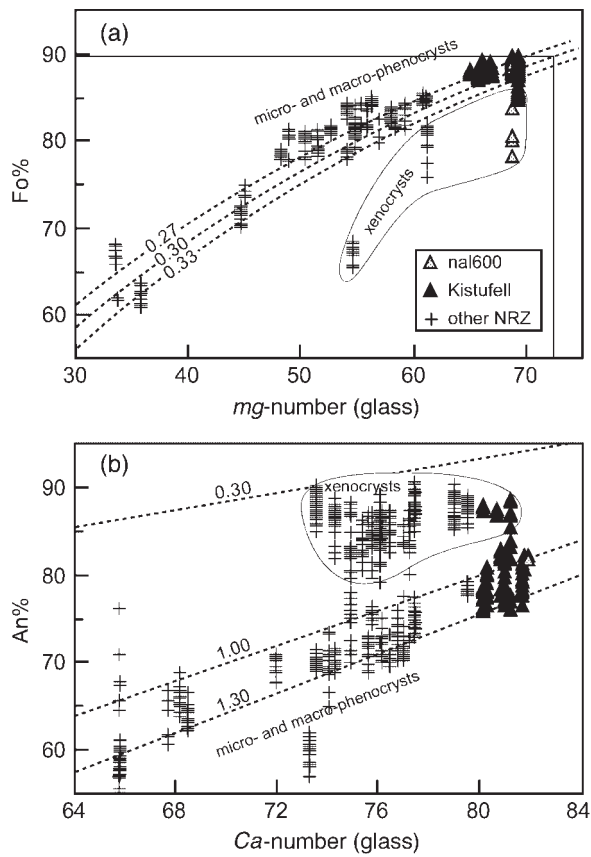 (a)
micro- and macro-phenocrysts
90
80
70
60
Fo%
0.27
0.30
0.33
xenocrysts
nal600
Kistufell
other NRZ
30 40 50 60 70
mg-number (glass)
(b)
xenocrysts
0.30
90
80
70
60
An%
1.00
1.30
micro- and macro-phenocrysts
64 68 72 76 80 84
Ca-number (glass)